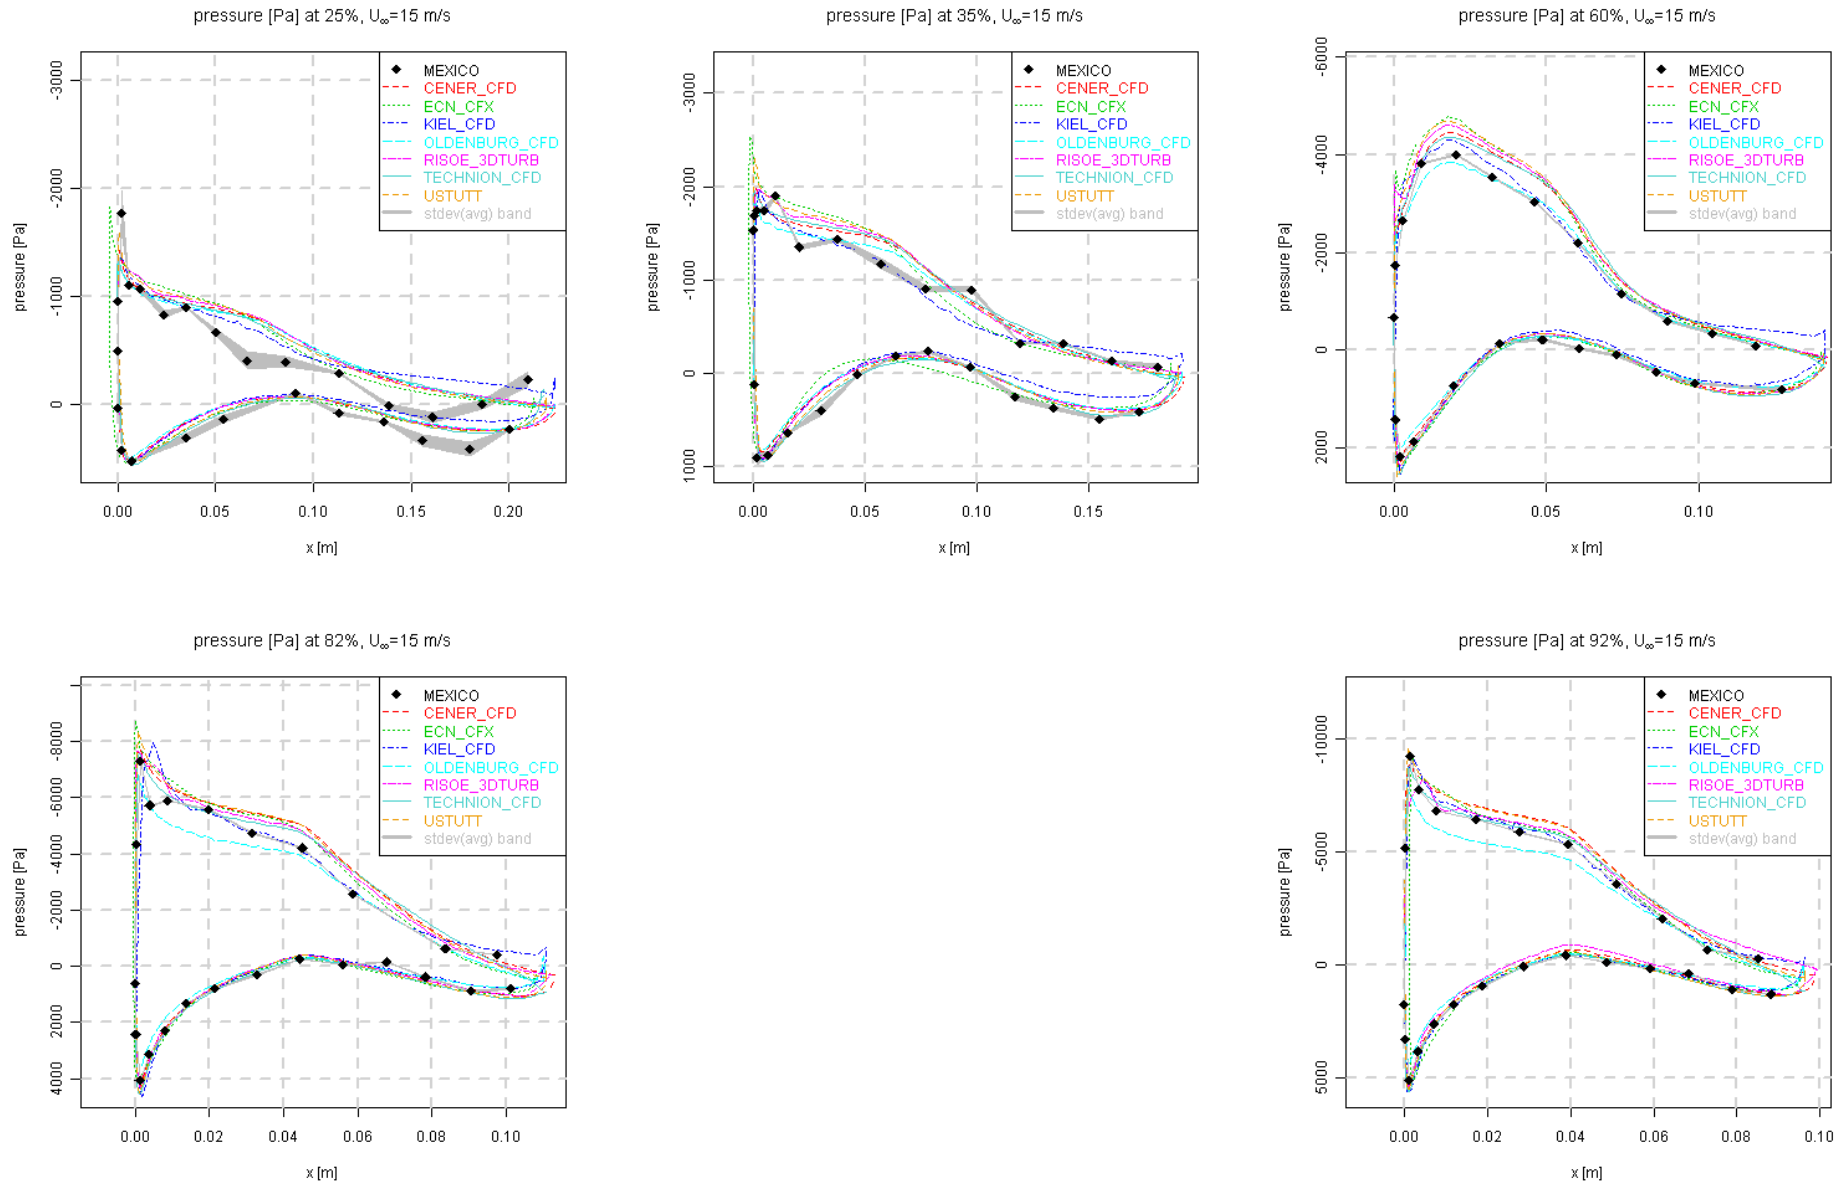 pressure [Pa] at 25%, U∞=15 m/s
pressure [Pa]
-3000
-2000
-1000
0
0.00 0.05 0.10 0.15 0.20
x [m]
MEXICO
CENER_CFD
ECN_CFX
KIEL_CFD
OLDENBURG_CFD
RISOE_3DTURB
TECHNION_CFD
USTUTT
stdev(avg) band
pressure [Pa] at 35%, U∞=15 m/s
pressure [Pa]
-3000
-2000
-1000
0
1000
0.00 0.05 0.10 0.15
x [m]
MEXICO
CENER_CFD
ECN_CFX
KIEL_CFD
OLDENBURG_CFD
RISOE_3DTURB
TECHNION_CFD
USTUTT
stdev(avg) band
pressure [Pa] at 60%, U∞=15 m/s
pressure [Pa]
-6000
-4000
-2000
0
2000
0.00 0.05 0.10
x [m]
MEXICO
CENER_CFD
ECN_CFX
KIEL_CFD
OLDENBURG_CFD
RISOE_3DTURB
TECHNION_CFD
USTUTT
stdev(avg) band
pressure [Pa] at 82%, U∞=15 m/s
pressure [Pa]
-8000
-6000
-4000
-2000
0
2000
4000
0.00 0.02 0.04 0.06 0.08 0.10
x [m]
MEXICO
CENER_CFD
ECN_CFX
KIEL_CFD
OLDENBURG_CFD
RISOE_3DTURB
TECHNION_CFD
USTUTT
stdev(avg) band
pressure [Pa] at 92%, U∞=15 m/s
pressure [Pa]
-10000
-5000
0
5000
0.00 0.02 0.04 0.06 0.08 0.10
x [m]
MEXICO
CENER_CFD
ECN_CFX
KIEL_CFD
OLDENBURG_CFD
RISOE_3DTURB
TECHNION_CFD
USTUTT
stdev(avg) band